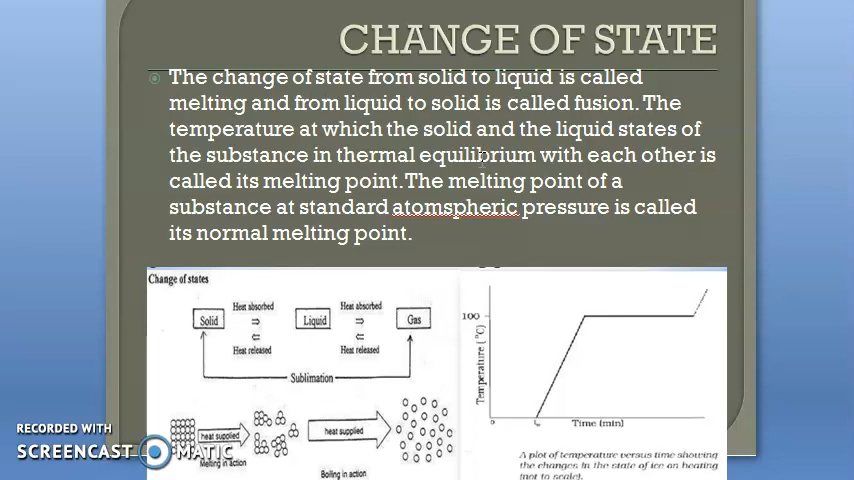 CHANGE OF STATE
The change of state from solid to liquid is called
melting and from liquid to solid is called fusion. The
temperature at which the solid and the liquid states of
the substance in thermal equilibrium with each other is
called its melting point.The melting point of a
substance at standard atomspheric pressure is called
its normal melting point.
Change of states
Heat absorbed Heat absorbed
Solid Liquid Gas
Heat released Heat released
Sublimation
heat supplied
heat supplied
Melting in action
Boiling in action
100
Temperature (°C)
Time (min)
A plot of temperature versus time showing
the changes in the state of ice on heating
(not to scale).
RECORDED WITH
SCREENCAST MATIC